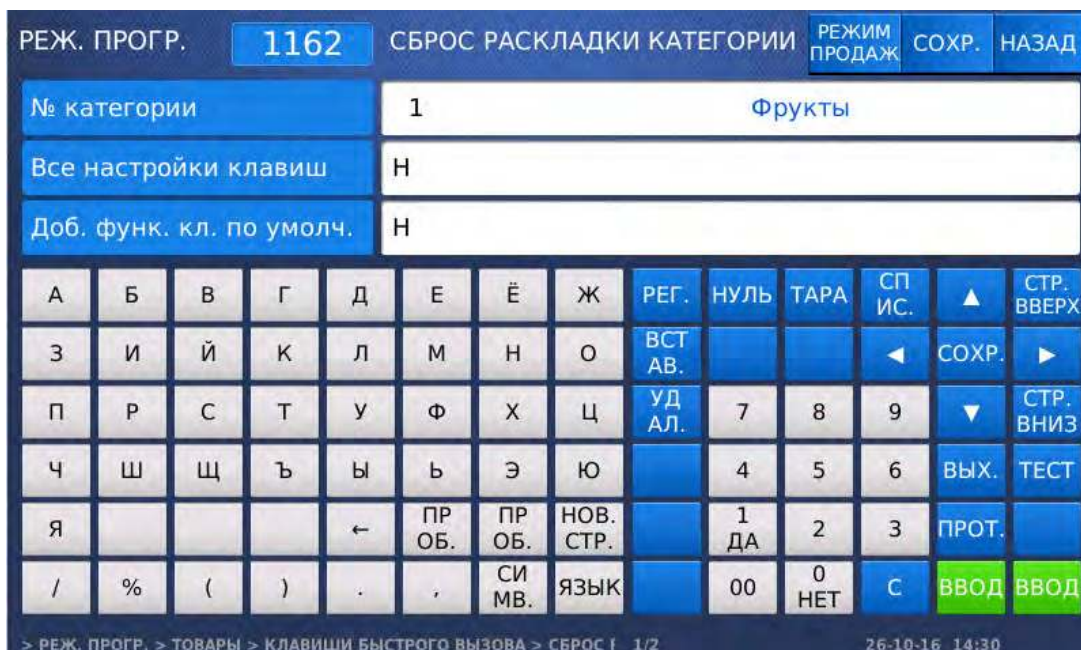 РЕЖ. ПРОГР. 1162 СБРОС РАСКЛАДКИ КАТЕГОРИИ РЕЖИМ ПРОДАЖ СОХР. НАЗАД
№ категории 1 Фрукты
Все настройки клавиш Н
Доб. функ. кл. по умолч. Н
А Б В Г Д Е Ё Ж РЕГ. НУЛЬ ТАРА СП ИС. ▲ СТР. ВВЕРХ
З И Й К Л М Н О ВСТ АВ. ◄ СОХР. ►
П Р С Т У Ф Х Ц УД АЛ. 7 8 9 ▼ СТР. ВНИЗ
Ч Ш Щ Ъ Ы Ь Э Ю 4 5 6 ВЫХ. ТЕСТ
Я ← ПР ОБ. ПР ОБ. НОВ. СТР. 1 ДА 2 3 ПРОТ.
/ % ( ) . , СИ МВ. ЯЗЫК 00 0 НЕТ С ВВОД ВВОД
> РЕЖ. ПРОГР. > ТОВАРЫ > КЛАВИШИ БЫСТРОГО ВЫЗОВА > СБРОС 1/2 26-10-16 14:30